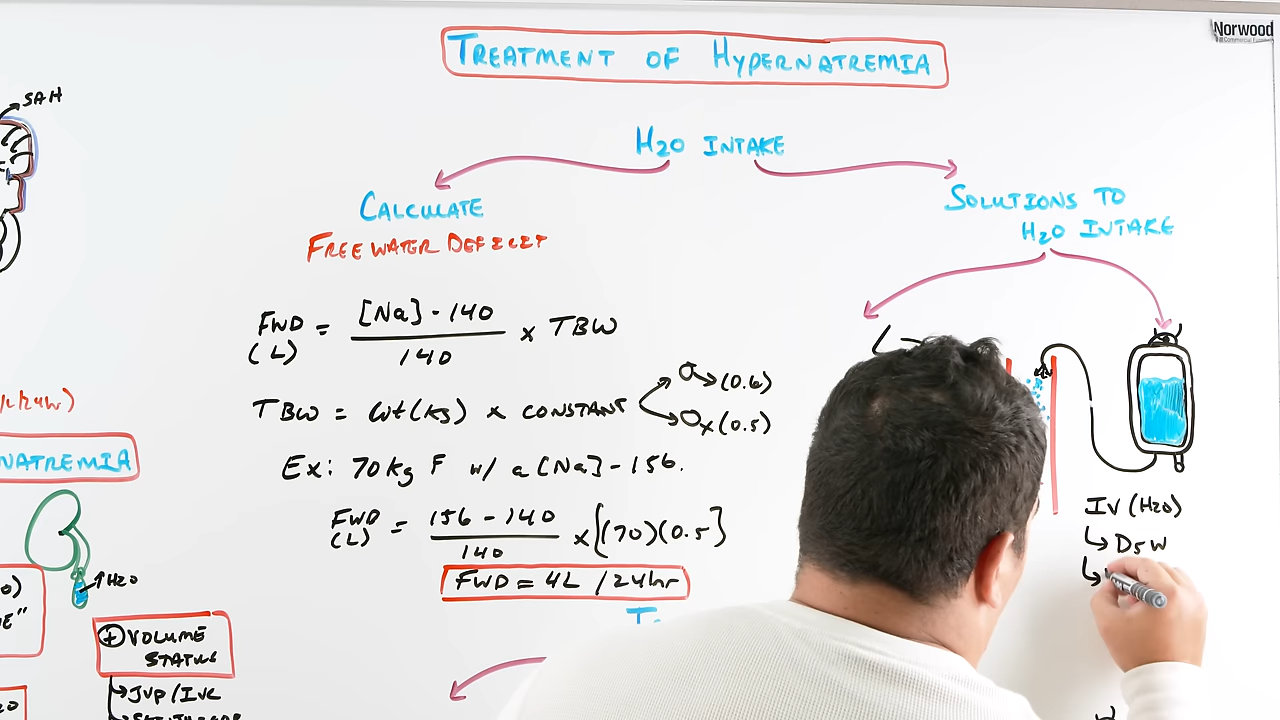 Norwood
TREATMENT OF HYPERNATREMIA
SAH
H2O INTAKE
CALCULATE
FREE WATER DEFICIT
SOLUTIONS TO
H2O INTAKE
FWD = [Na] - 140 / 140 x TBW
(L)
TBW = Wt(kg) x CONSTANT
(0.6)
(0.5)
Ex: 70kg F w/ a [Na] - 156.
FWD = 156 - 140 / 140 x [(70)(0.5)]
(L)
FWD = 4L / 24hr
IV (H2O)
D5W
NATREMIA
↑H2O
E"
+ VOLUME
STATUS
JVP / IVC